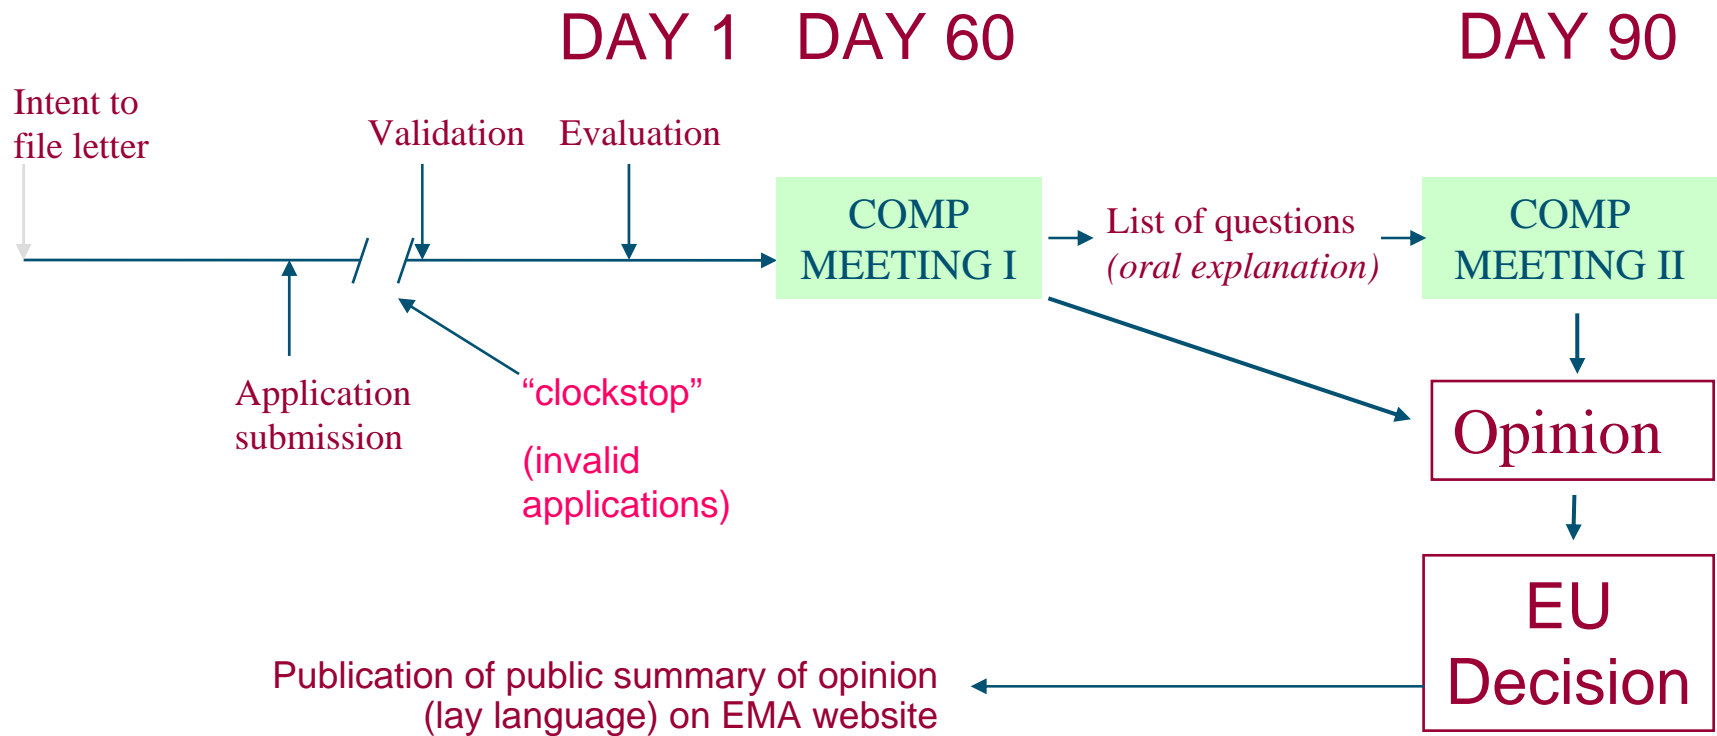 DAY 1 DAY 60 DAY 90
Intent to
file letter
Validation
Evaluation
COMP
MEETING I
List of questions
(oral explanation)
COMP
MEETING II
Application
submission
“clockstop”
(invalid
applications)
Opinion
EU
Decision
Publication of public summary of opinion
(lay language) on EMA website